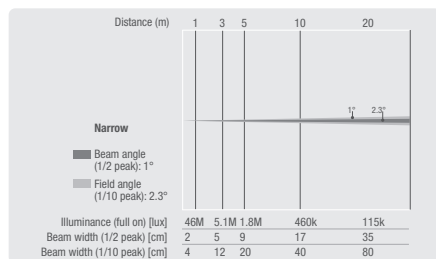 Distance (m) 1 3 5 10 20
1° 2.3°
Narrow
Beam angle
(1/2 peak): 1°
Field angle
(1/10 peak): 2.3°
Illuminance (full on) [lux] 46M 5.1M 1.8M 460k 115k
Beam width (1/2 peak) [cm] 2 5 9 17 35
Beam width (1/10 peak) [cm] 4 12 20 40 80